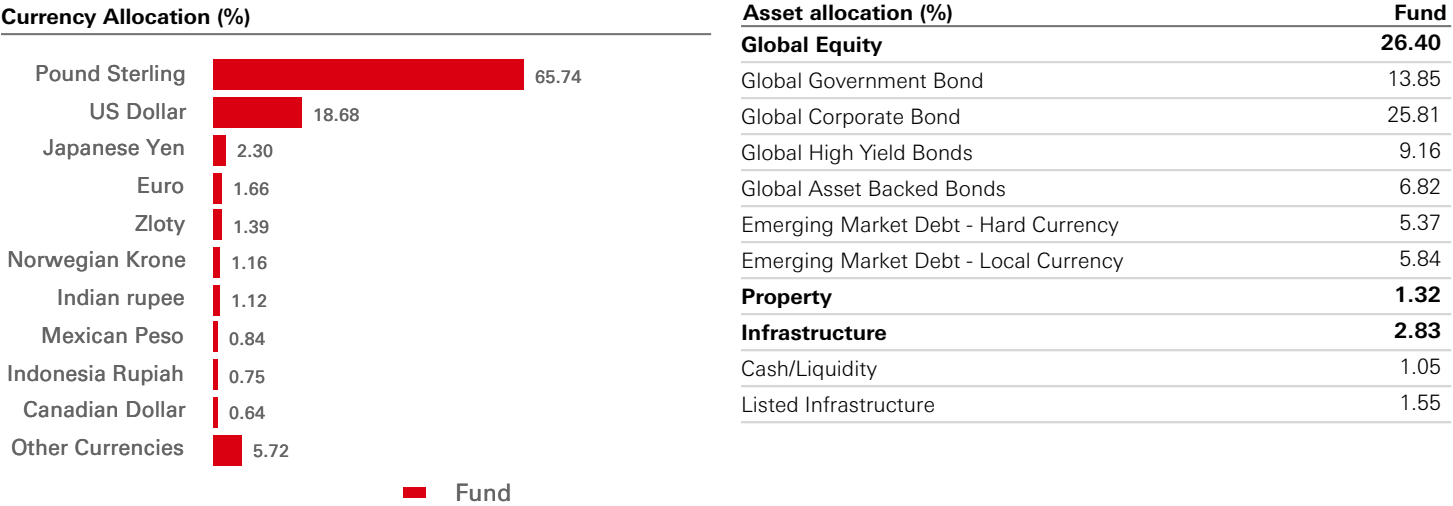 Currency Allocation (%)
Pound Sterling 65.74
US Dollar 18.68
Japanese Yen 2.30
Euro 1.66
Zloty 1.39
Norwegian Krone 1.16
Indian rupee 1.12
Mexican Peso 0.84
Indonesia Rupiah 0.75
Canadian Dollar 0.64
Other Currencies 5.72
Fund
Asset allocation (%) Fund
Global Equity 26.40
Global Government Bond 13.85
Global Corporate Bond 25.81
Global High Yield Bonds 9.16
Global Asset Backed Bonds 6.82
Emerging Market Debt - Hard Currency 5.37
Emerging Market Debt - Local Currency 5.84
Property 1.32
Infrastructure 2.83
Cash/Liquidity 1.05
Listed Infrastructure 1.55